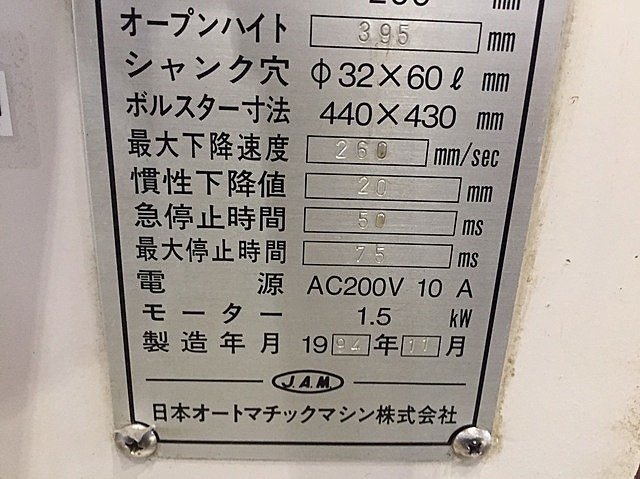 オープンハイト 395 mm
シャンク穴 φ32×60ℓ mm
ボルスター寸法 440×430 mm
最大下降速度 260 mm/sec
慣性下降値 20 mm
急停止時間 50 ms
最大停止時間 75 ms
電源 AC200V 10 A
モーター 1.5 kW
製造年月 1994年11月
J.A.M.
日本オートマチックマシン株式会社